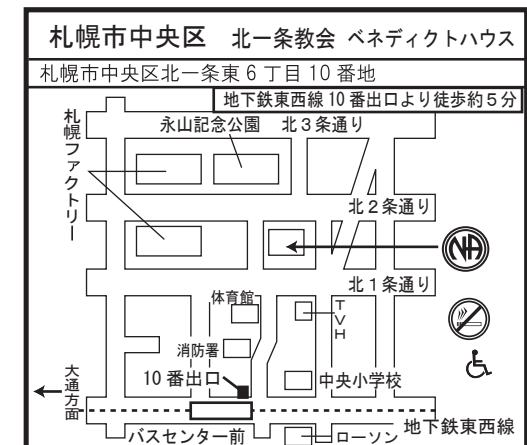 札幌市中央区 北一条教会 ベネディクトハウス
札幌市中央区北一条東6丁目10番地
地下鉄東西線10番出口より徒歩約5分
札幌ファクトリー
永山記念公園
北3条通り
北2条通り
NA
北1条通り
体育館
TVH
消防署
10番出口
中央小学校
大通方面
地下鉄東西線
バスセンター前
ローソン